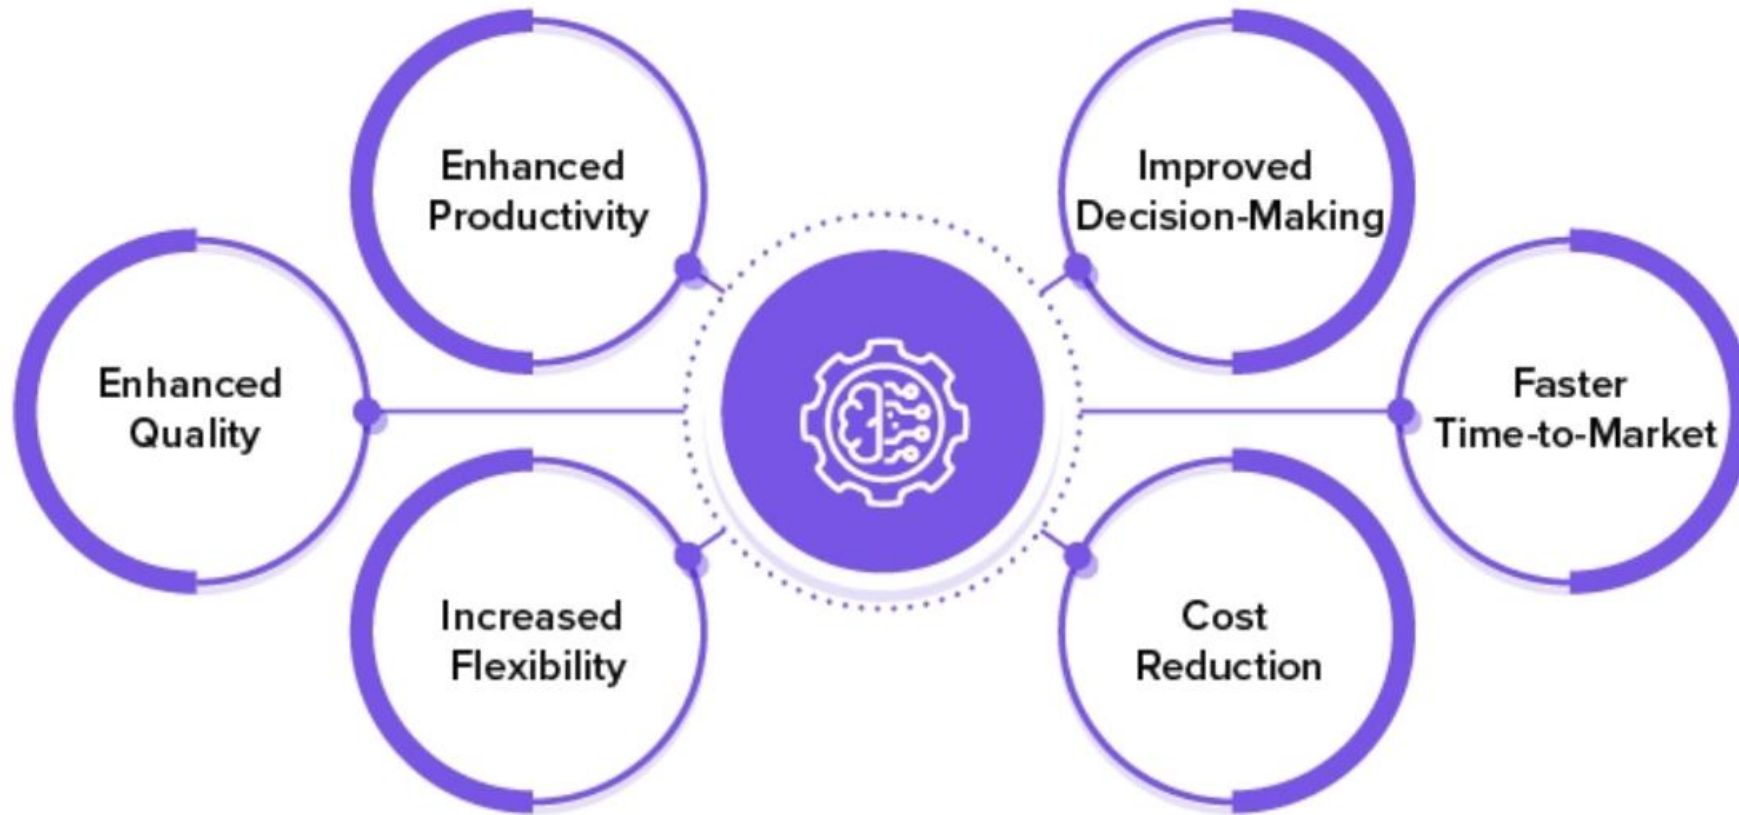 Enhanced
Productivity
Improved
Decision-Making
Enhanced
Quality
Faster
Time-to-Market
Increased
Flexibility
Cost
Reduction